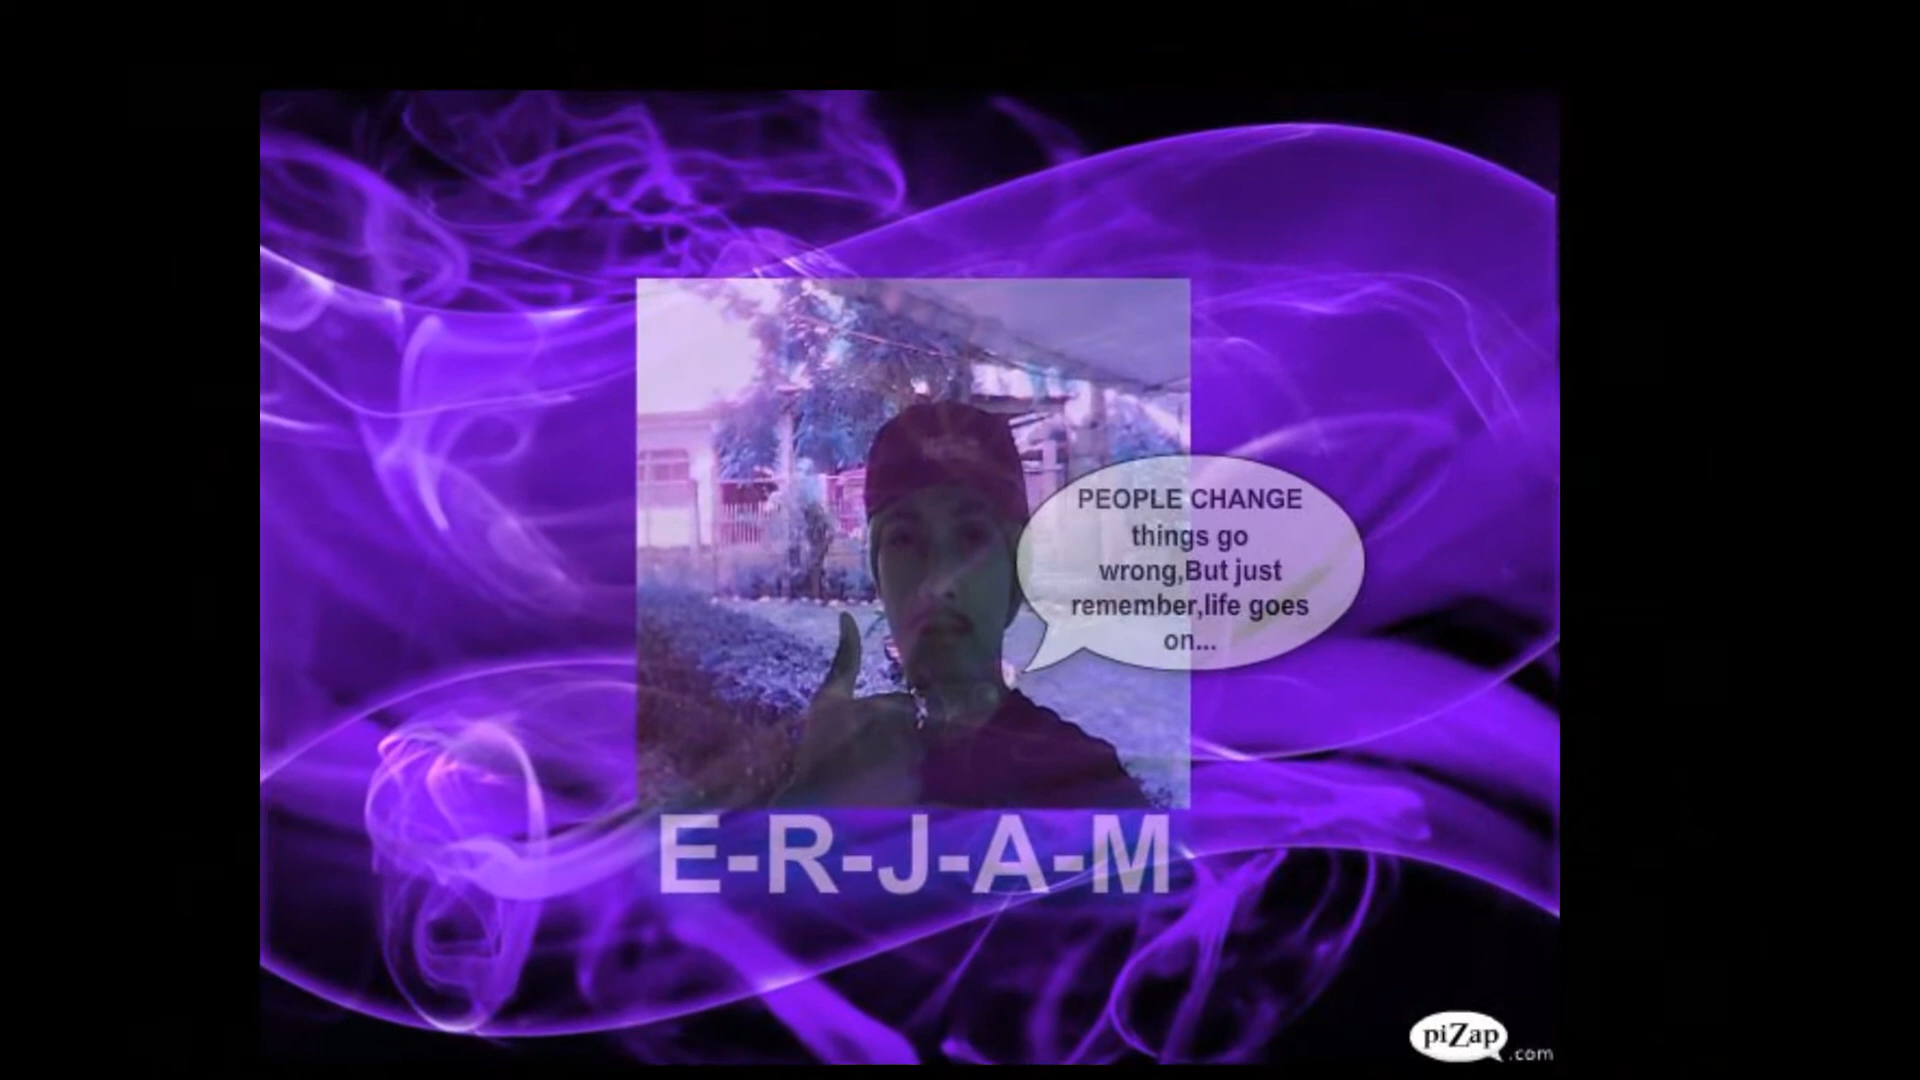 PEOPLE CHANGE
things go
wrong,But just
remember,life goes
on...
E-R-J-A-M
piZap
.com